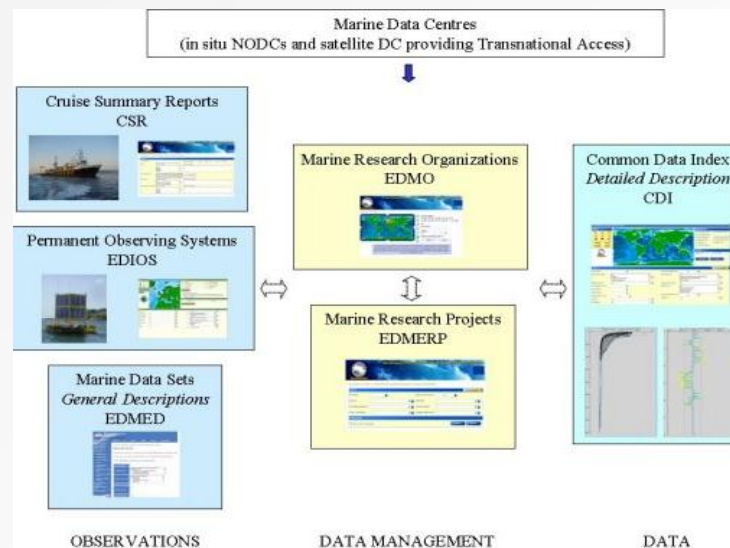 Marine Data Centres
(in situ NODCs and satellite DC providing Transnational Access)
Cruise Summary Reports
CSR
Permanent Observing Systems
EDIOS
Marine Data Sets
General Descriptions
EDMED
Marine Research Organizations
EDMO
Marine Research Projects
EDMERP
Common Data Index
Detailed Description
CDI
OBSERVATIONS
DATA MANAGEMENT
DATA